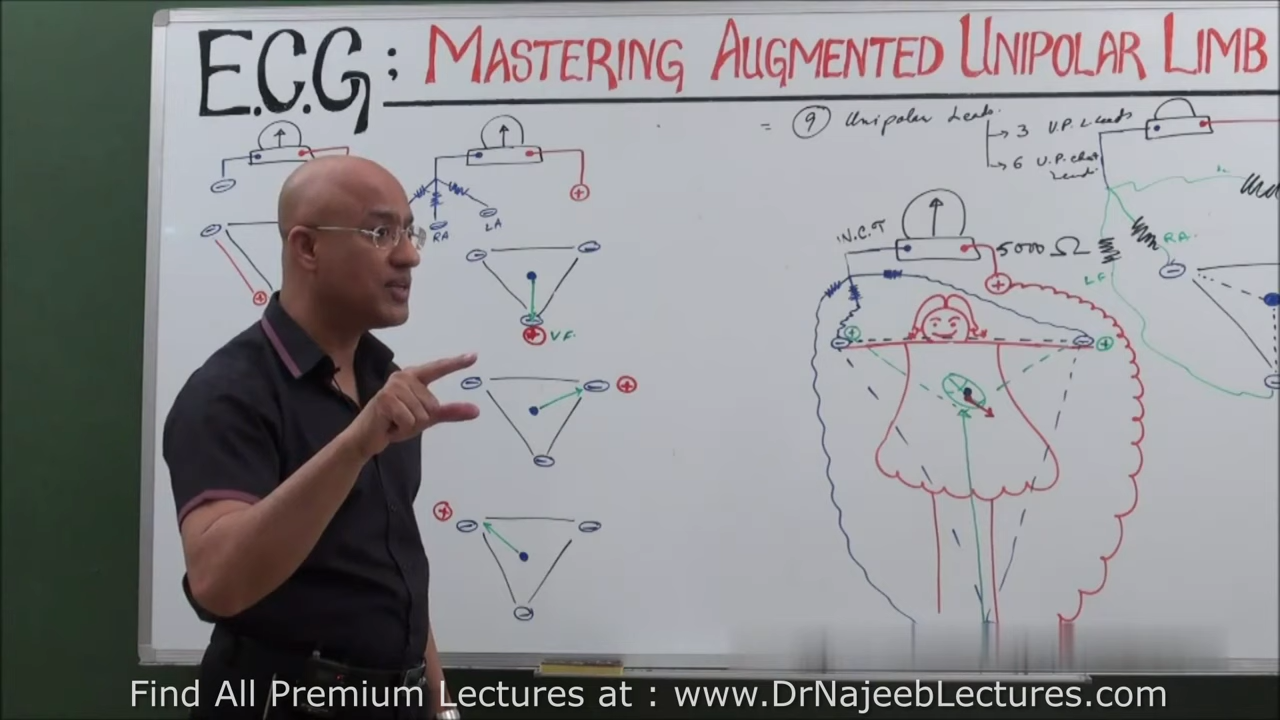 E.C.G; MASTERING AUGMENTED UNIPOLAR LIMB
= 9 Unipolar Leads.
→ 3 U.P.L Leads
→ 6 U.P. chest Leads
RA
LA
VF.
N.C.T
5000 Ω
RA.
LF
Find All Premium Lectures at : www.DrNajeebLectures.com